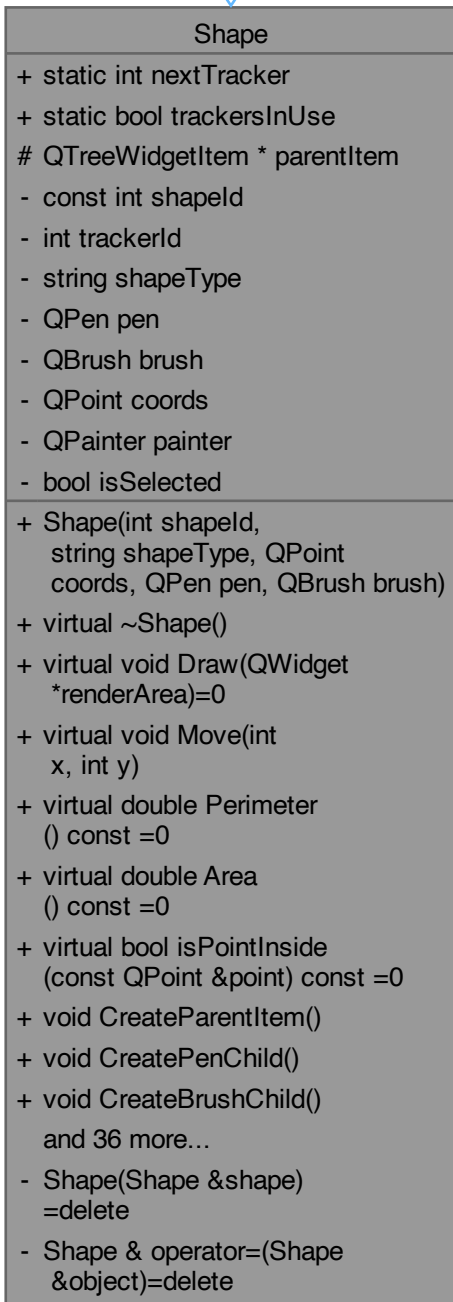 Shape
+ static int nextTracker
+ static bool trackersInUse
# QTreeWidgetItem * parentItem
- const int shapeId
- int trackerId
- string shapeType
- QPen pen
- QBrush brush
- QPoint coords
- QPainter painter
- bool isSelected
+ Shape(int shapeId,
string shapeType, QPoint
coords, QPen pen, QBrush brush)
+ virtual ~Shape()
+ virtual void Draw(QWidget
*renderArea)=0
+ virtual void Move(int
x, int y)
+ virtual double Perimeter
() const =0
+ virtual double Area
() const =0
+ virtual bool isPointInside
(const QPoint &point) const =0
+ void CreateParentItem()
+ void CreatePenChild()
+ void CreateBrushChild()
and 36 more...
- Shape(Shape &shape)
=delete
- Shape & operator=(Shape
&object)=delete